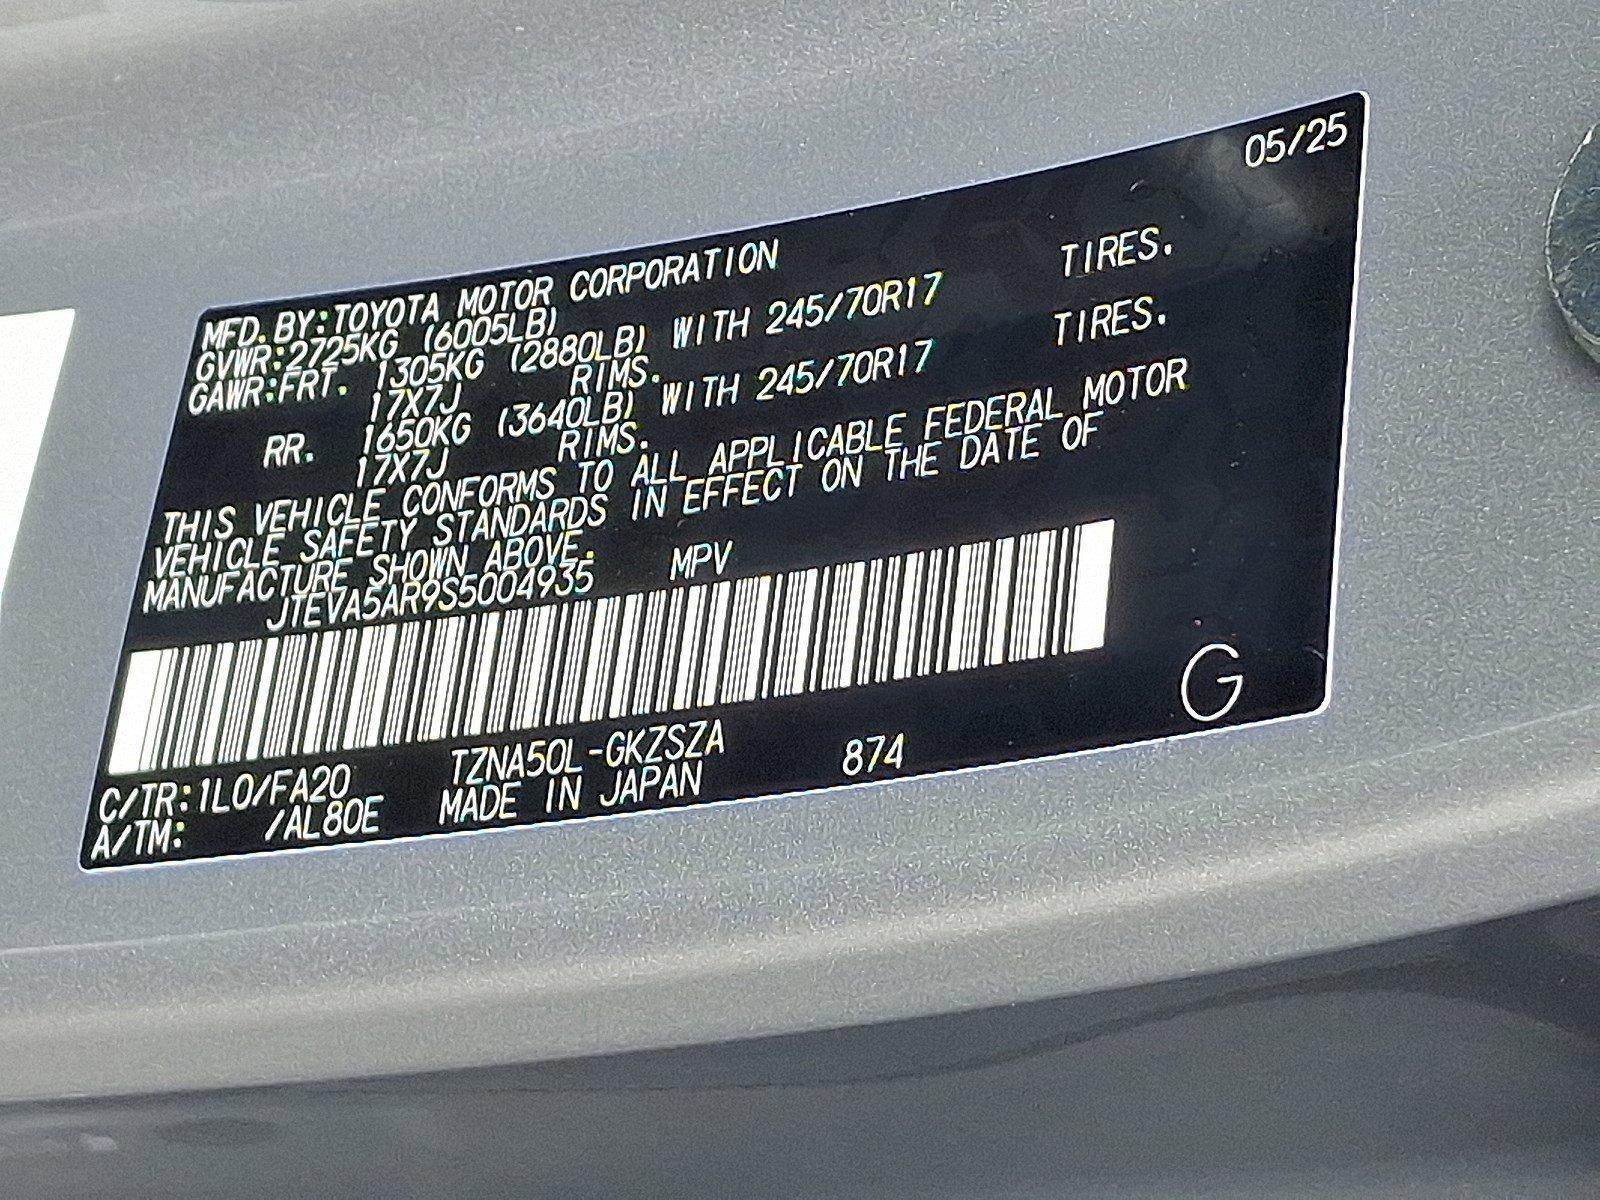 05/25
MFD. BY:TOYOTA MOTOR CORPORATION
GVWR:2725KG (6005LB)
GAWR:FRT. 1305KG (2880LB) WITH 245/70R17 TIRES.
17X7J RIMS.
RR. 1650KG (3640LB) WITH 245/70R17 TIRES.
17X7J RIMS.
THIS VEHICLE CONFORMS TO ALL APPLICABLE FEDERAL MOTOR
VEHICLE SAFETY STANDARDS IN EFFECT ON THE DATE OF
MANUFACTURE SHOWN ABOVE.
JTEVA5AR9S5004935 MPV
G
C/TR:1L0/FA20 TZNA50L-GKZSZA 874
A/TM: /AL80E MADE IN JAPAN